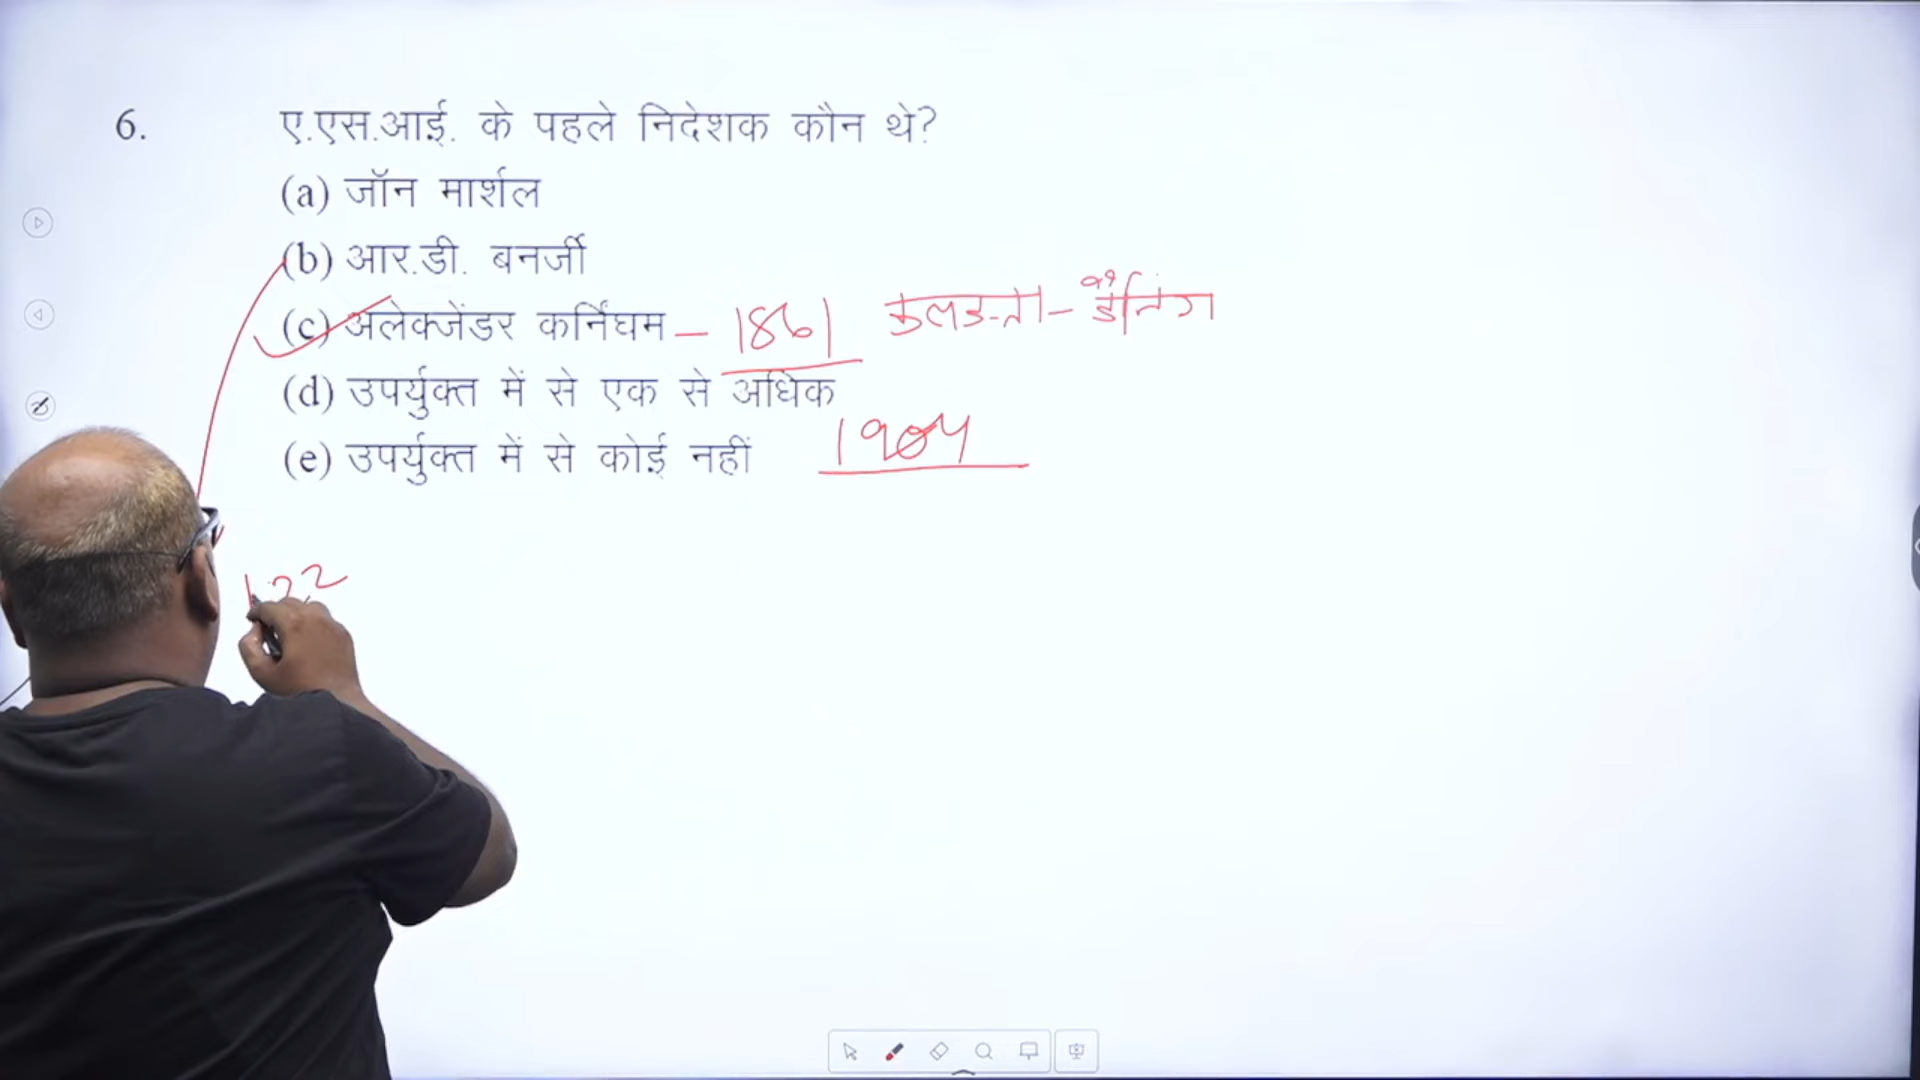 6. ए.एस.आई. के पहले निदेशक कौन थे?
(a) जॉन मार्शल
(b) आर.डी. बनर्जी
(c) अलेक्जेंडर कर्निंघम – 1861 कलकत्ता – कैनिंग
(d) उपर्युक्त में से एक से अधिक
(e) उपर्युक्त में से कोई नहीं 1904